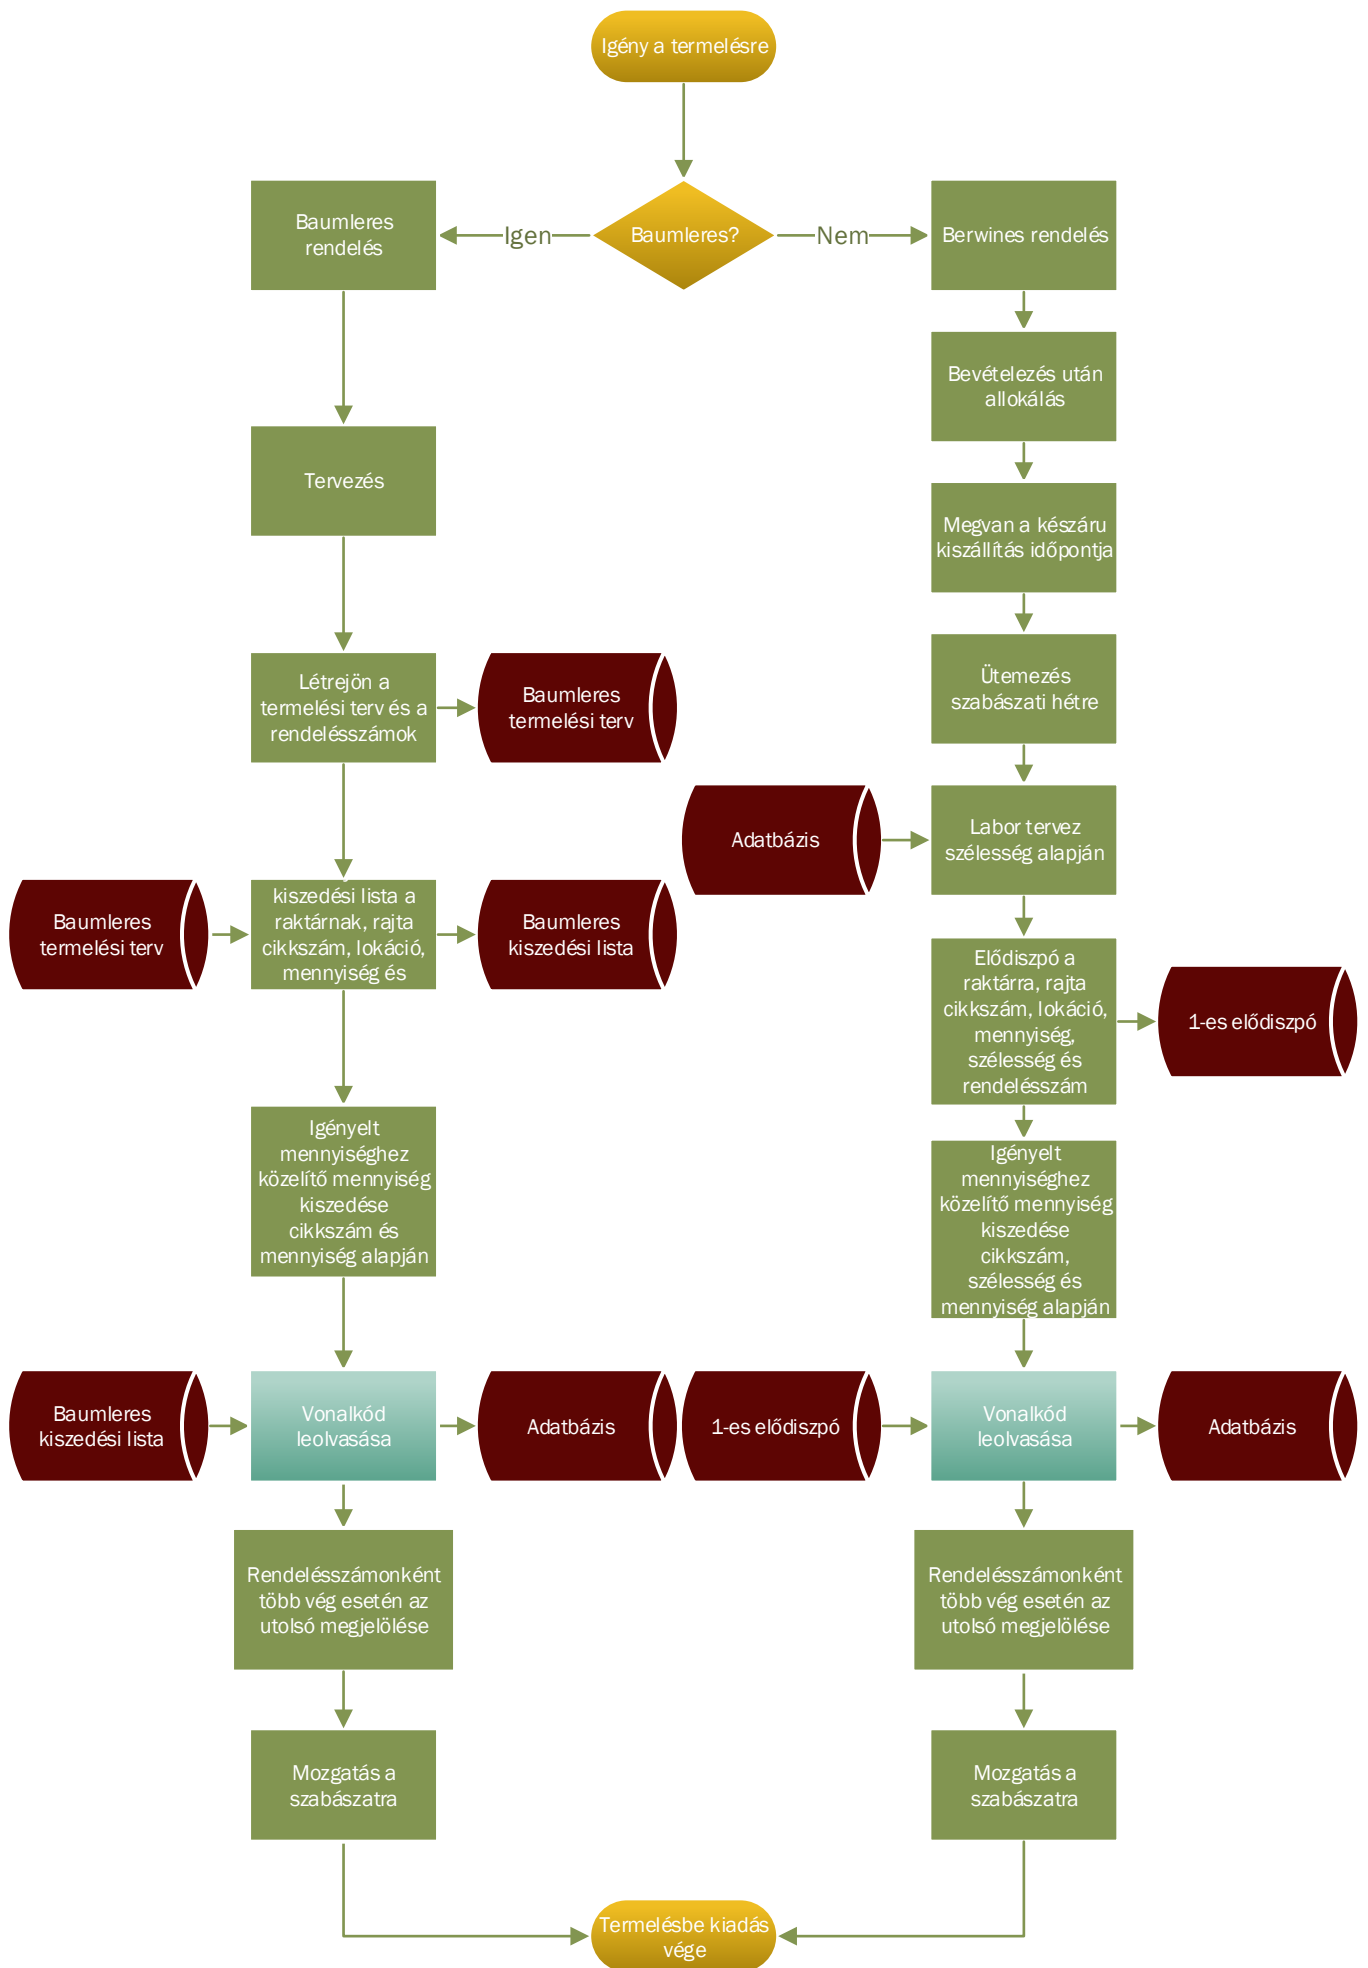 Igény a termelésre
Baumleres?
Igen
Nem
Baumleres
rendelés
Tervezés
Létrejön a
termelési terv és a
rendelésszámok
Baumleres
termelési terv
Baumleres
termelési terv
kiszedési lista a
raktárnak, rajta
cikkszám, lokáció,
mennyiség és
Baumleres
kiszedési lista
Igényelt
mennyiséghez
közelítő mennyiség
kiszedése
cikkszám és
mennyiség alapján
Baumleres
kiszedési lista
Vonalkód
leolvasása
Adatbázis
Rendelésszámonként
több vég esetén az
utolsó megjelölése
Mozgatás a
szabászatra
Berwines rendelés
Bevételezés után
allokálás
Megvan a készáru
kiszállítás időpontja
Ütemezés
szabászati hétre
Adatbázis
Labor tervez
szélesség alapján
Elődiszpó a
raktárra, rajta
cikkszám, lokáció,
mennyiség,
szélesség és
rendelésszám
1-es elődiszpó
Igényelt
mennyiséghez
közelítő mennyiség
kiszedése
cikkszám,
szélesség és
mennyiség alapján
1-es elődiszpó
Vonalkód
leolvasása
Adatbázis
Rendelésszámonként
több vég esetén az
utolsó megjelölése
Mozgatás a
szabászatra
Termelésbe kiadás
vége